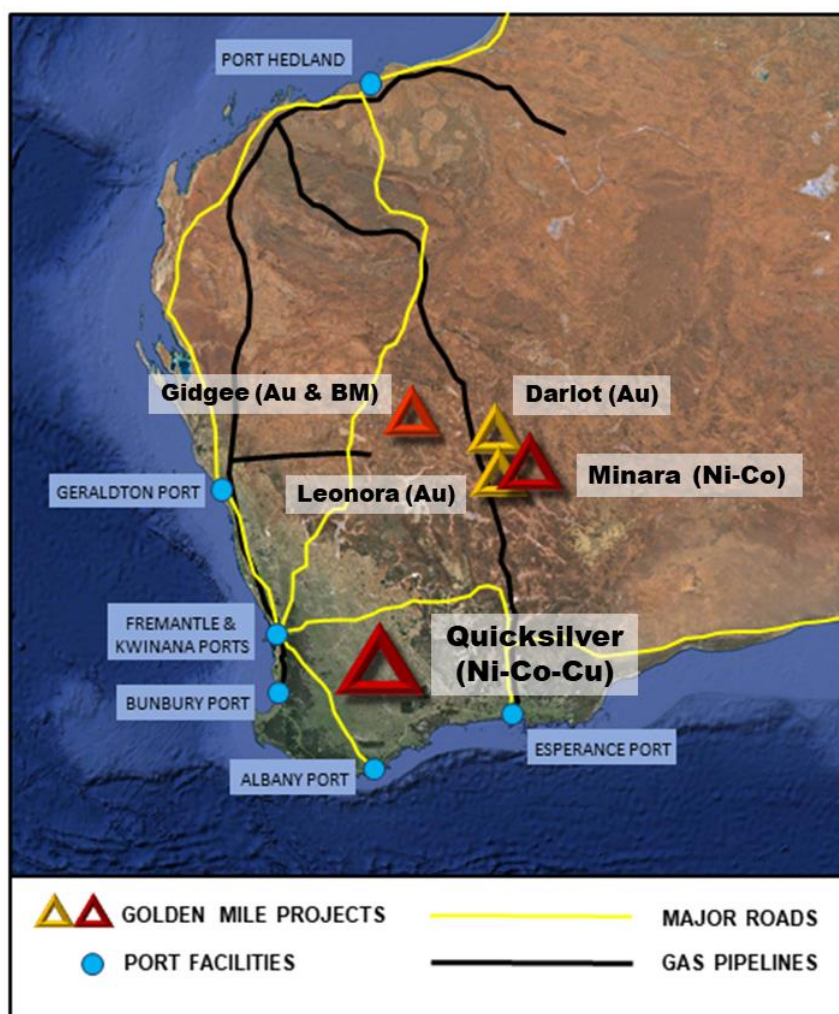 PORT HEDLAND
Gidgee (Au & BM)
Darlot (Au)
Leonora (Au)
Minara (Ni-Co)
GERALDTON PORT
FREMANTLE &
KWINANA PORTS
Quicksilver
(Ni-Co-Cu)
BUNBURY PORT
ESPERANCE PORT
ALBANY PORT
GOLDEN MILE PROJECTS
MAJOR ROADS
PORT FACILITIES
GAS PIPELINES